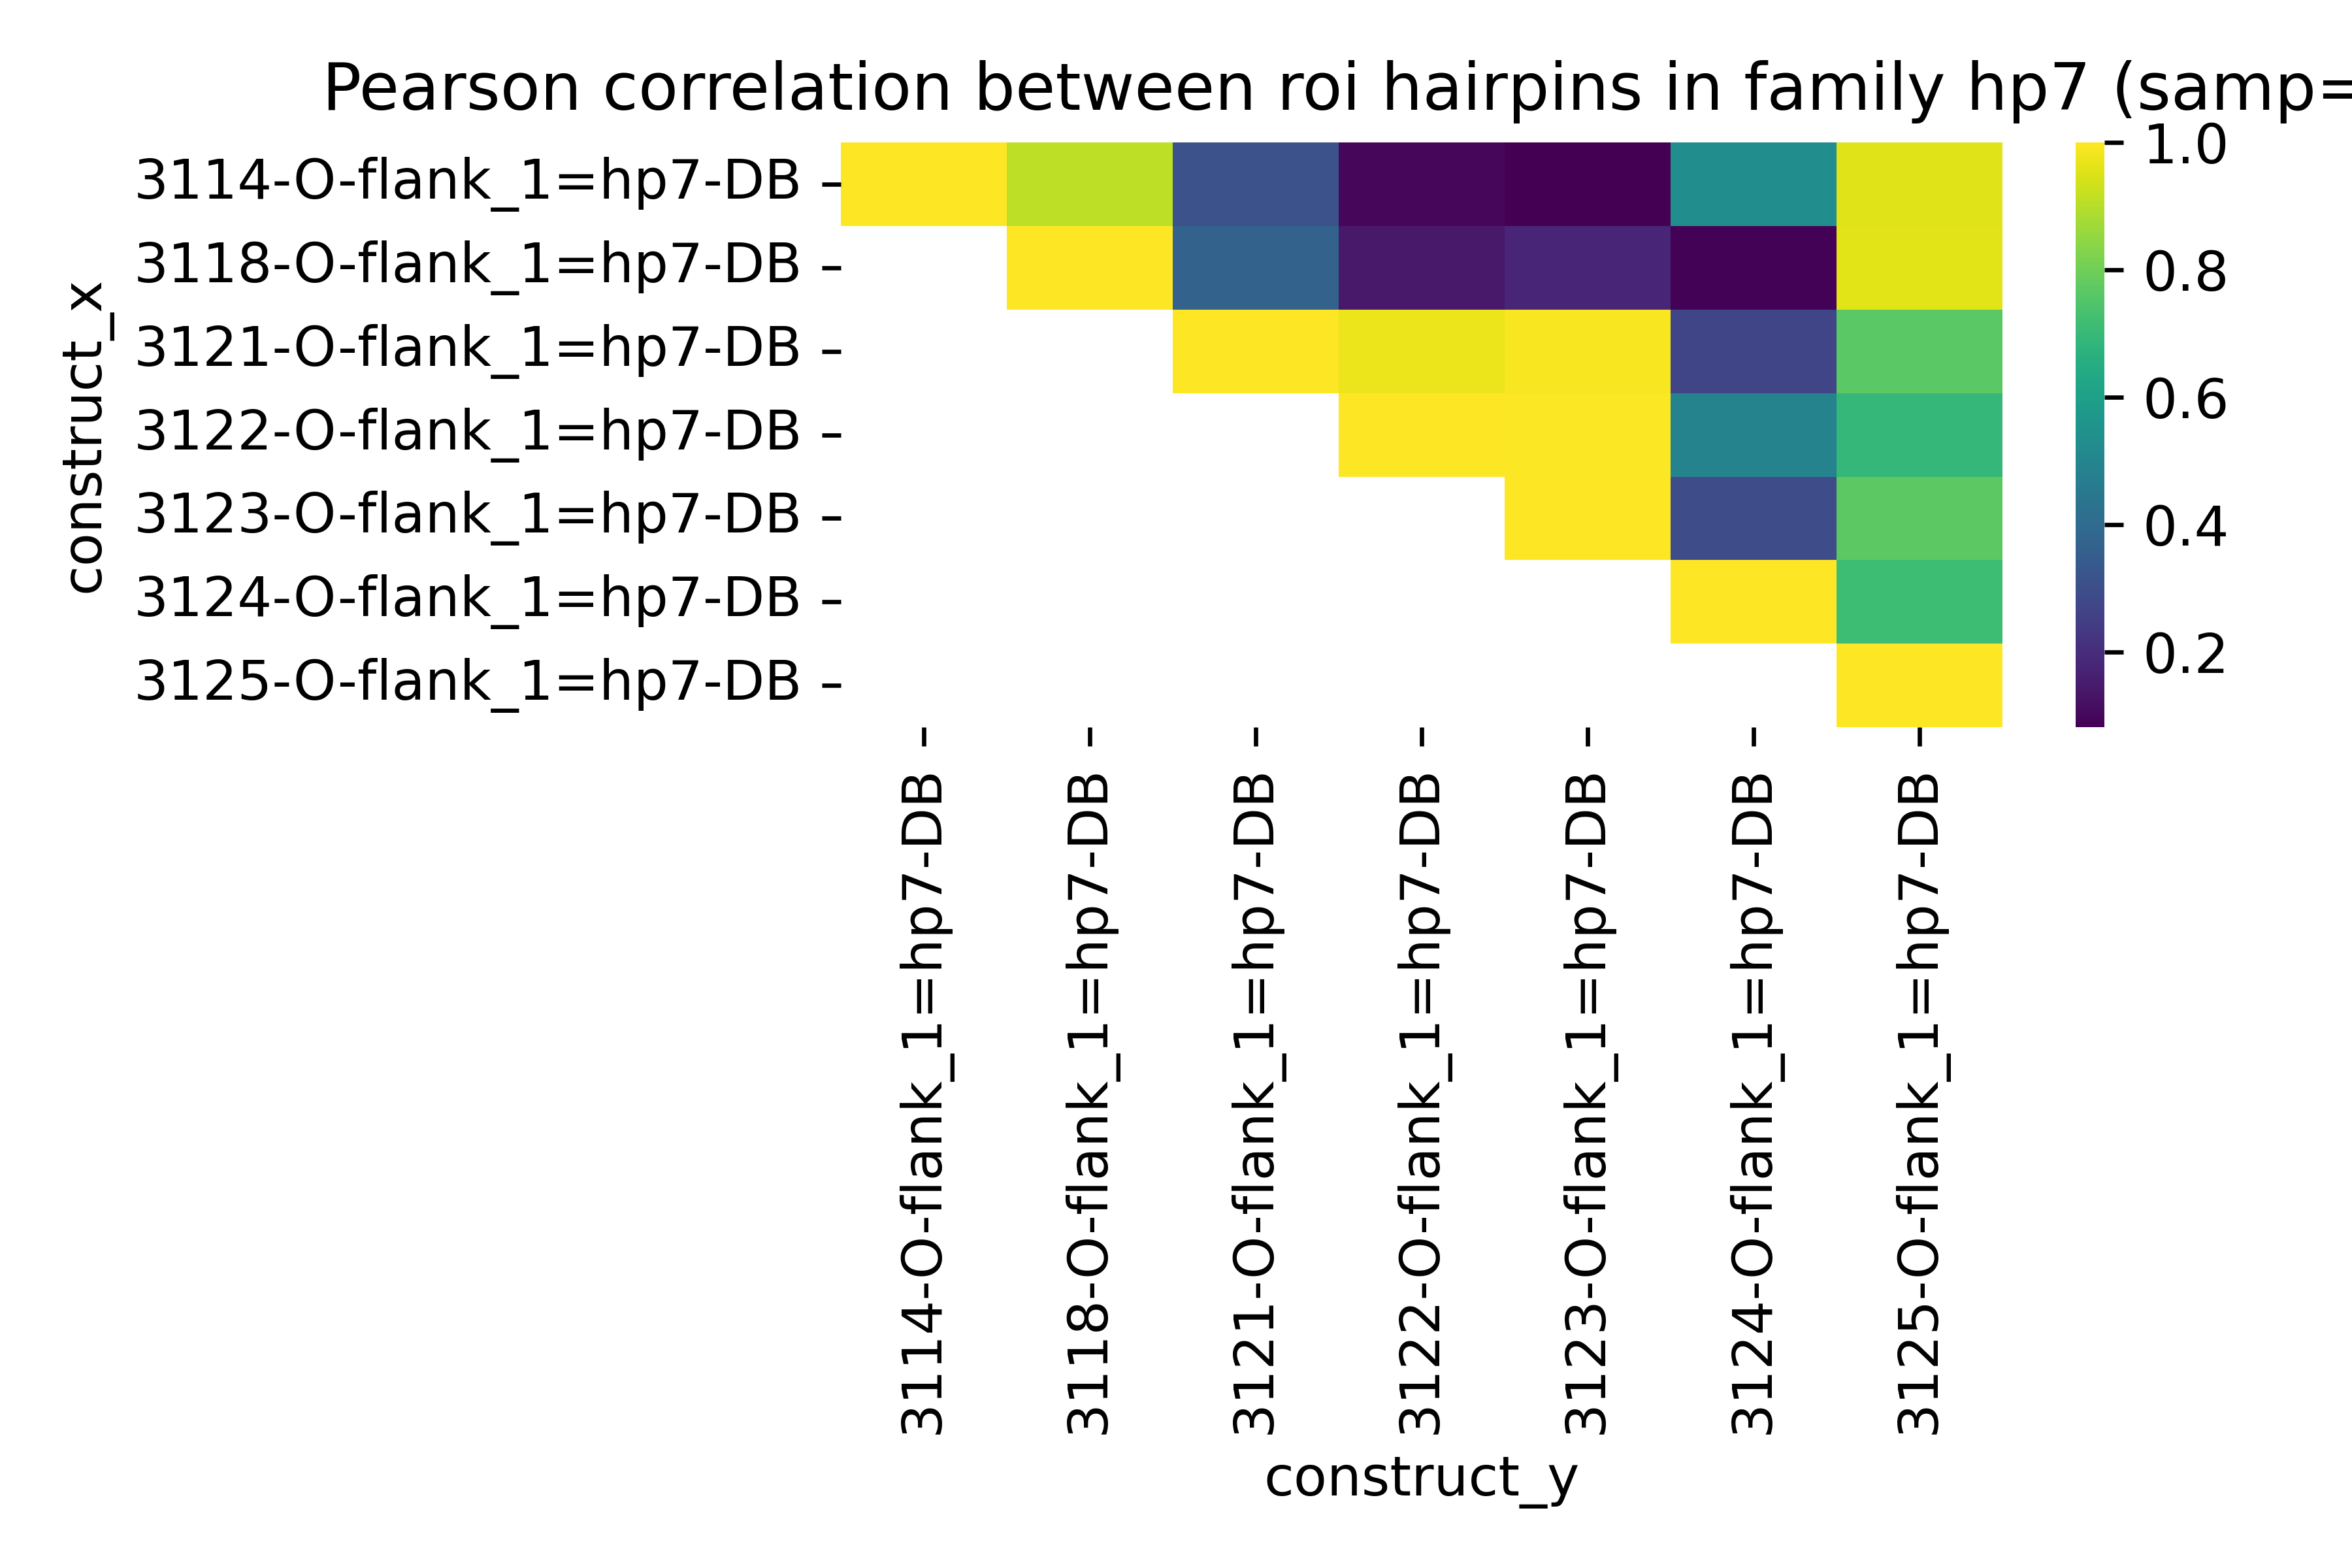 Pearson correlation between roi hairpins in family hp7 (samp=
construct_x
3114-O-flank_1=hp7-DB
3118-O-flank_1=hp7-DB
3121-O-flank_1=hp7-DB
3122-O-flank_1=hp7-DB
3123-O-flank_1=hp7-DB
3124-O-flank_1=hp7-DB
3125-O-flank_1=hp7-DB
1.0
0.8
0.6
0.4
0.2
3114-O-flank_1=hp7-DB
3118-O-flank_1=hp7-DB
3121-O-flank_1=hp7-DB
3122-O-flank_1=hp7-DB
3123-O-flank_1=hp7-DB
3124-O-flank_1=hp7-DB
3125-O-flank_1=hp7-DB
construct_y